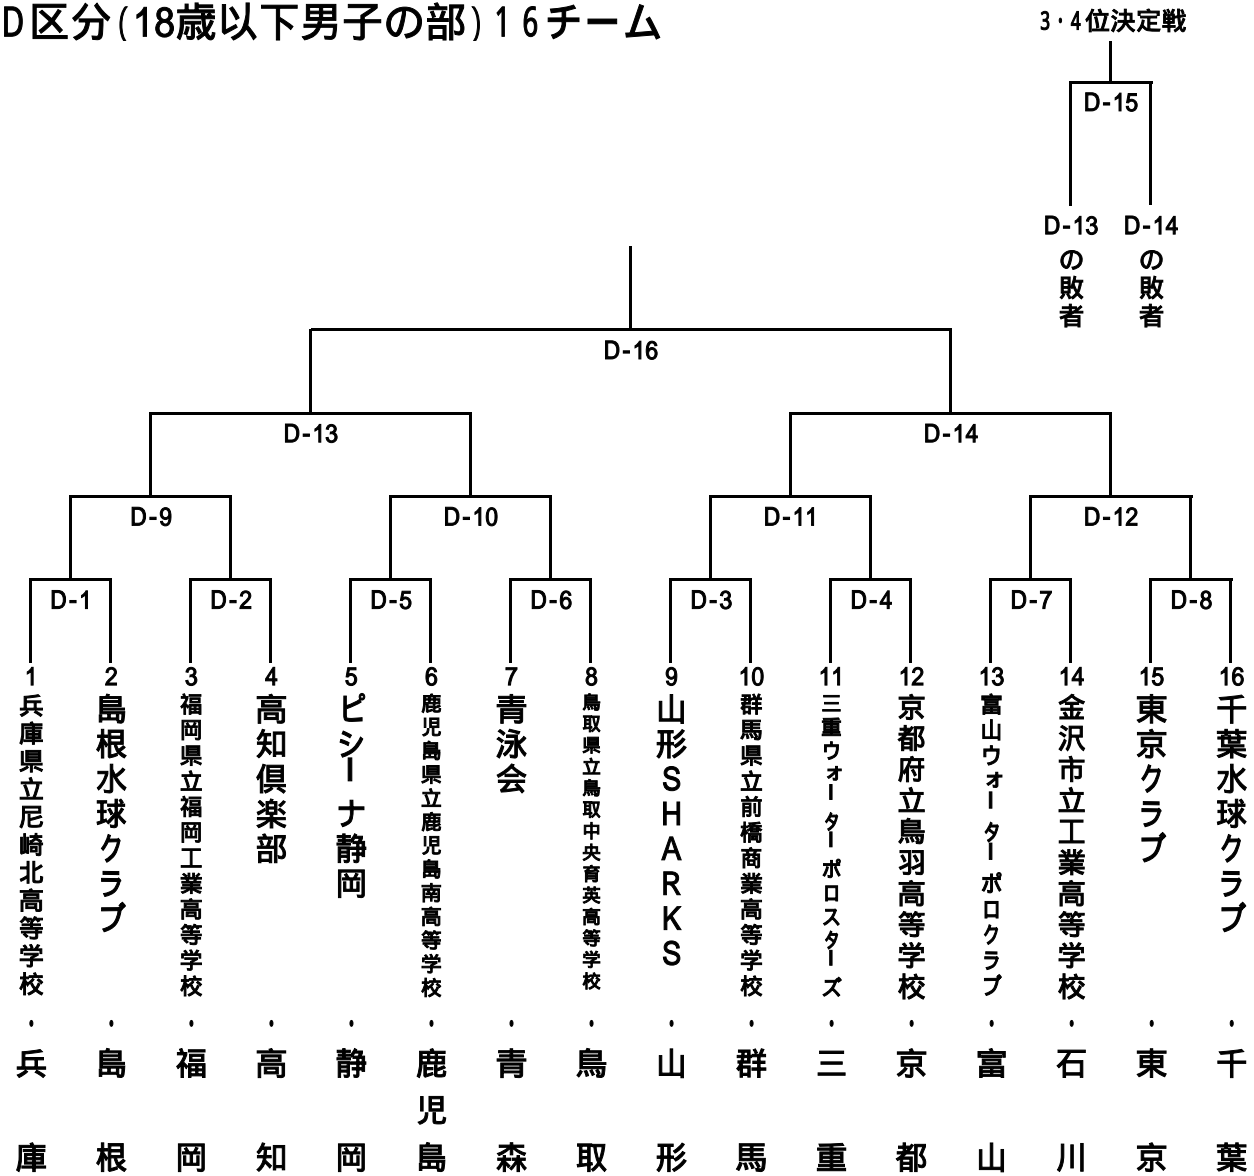 D区分(18歳以下男子の部)16チーム
3・4位決定戦
D-15
D-13の敗者
D-14の敗者
D-16
D-13
D-14
D-9
D-10
D-11
D-12
D-1
D-2
D-5
D-6
D-3
D-4
D-7
D-8
1
兵庫県立尼崎北高等学校・兵庫
2
島根水球クラブ・島根
3
福岡県立福岡工業高等学校・福岡
4
高知倶楽部・高知
5
ピシーナ静岡・静岡
6
鹿児島県立鹿児島南高等学校・鹿児島
7
青泳会・青森
8
鳥取県立鳥取中央育英高等学校・鳥取
9
山形SHARKS・山形
10
群馬県立前橋商業高等学校・群馬
11
三重ウォーターポロスターズ・三重
12
京都府立鳥羽高等学校・京都
13
富山ウォーターポロクラブ・富山
14
金沢市立工業高等学校・石川
15
東京クラブ・東京
16
千葉水球クラブ・千葉